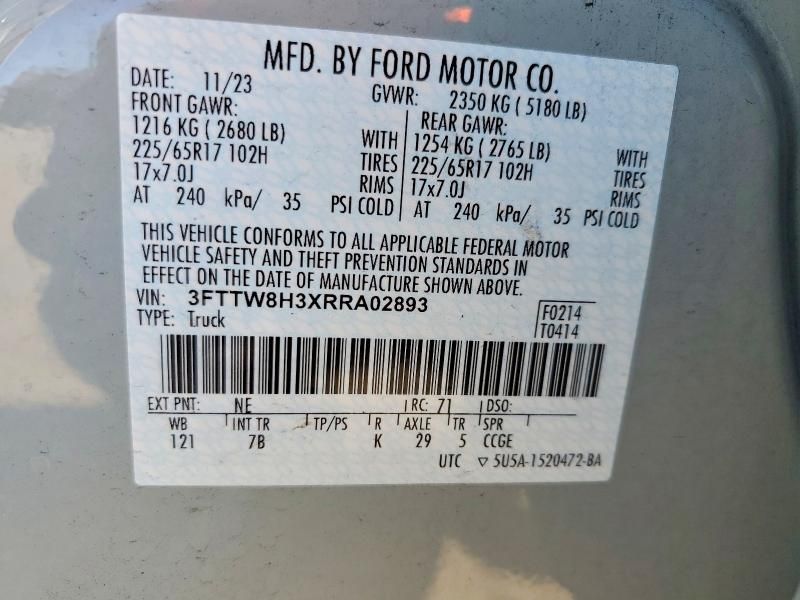 MFD. BY FORD MOTOR CO.
DATE: 11/23 GVWR: 2350 KG ( 5180 LB)
FRONT GAWR: REAR GAWR:
1216 KG ( 2680 LB) WITH 1254 KG ( 2765 LB) WITH
225/65R17 102H TIRES 225/65R17 102H TIRES
17x7.0J RIMS 17x7.0J RIMS
AT 240 kPa/ 35 PSI COLD AT 240 kPa/ 35 PSI COLD
THIS VEHICLE CONFORMS TO ALL APPLICABLE FEDERAL MOTOR
VEHICLE SAFETY AND THEFT PREVENTION STANDARDS IN
EFFECT ON THE DATE OF MANUFACTURE SHOWN ABOVE.
VIN: 3FTTW8H3XRRA02893 F0214
TYPE: Truck T0414
EXT PNT: NE RC: 71 DSO:
WB INT TR TP/PS R AXLE TR SPR
121 7B K 29 5 CCGE
UTC ▽ 5U5A-1520472-BA